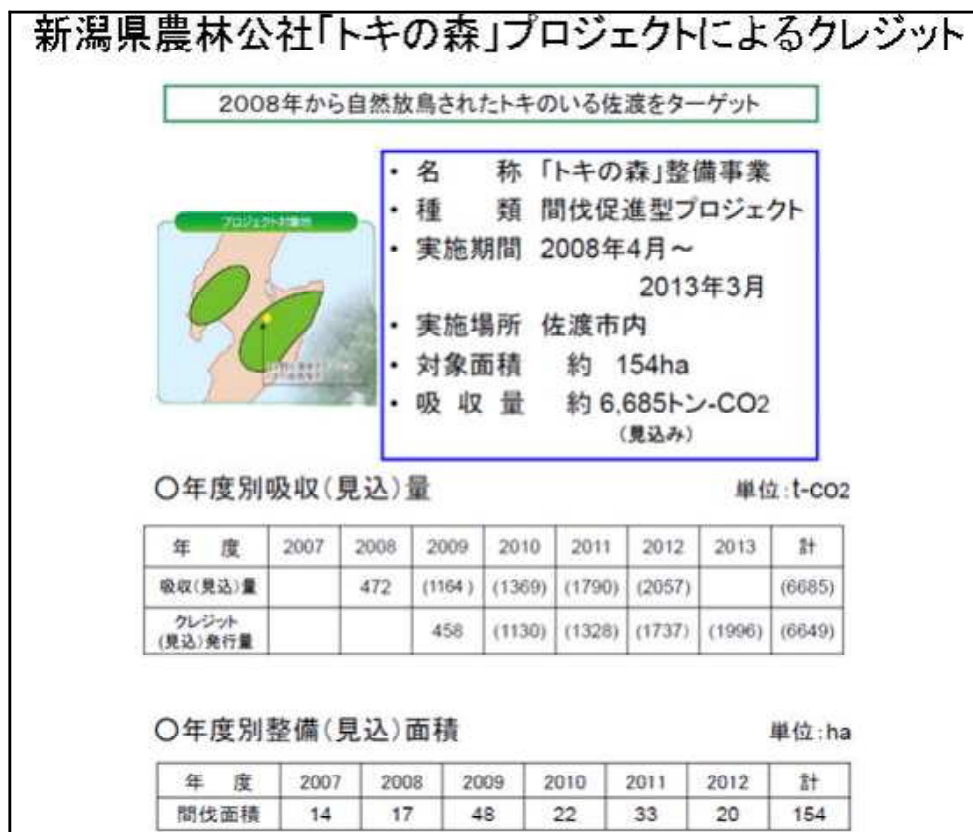 新潟県農林公社「トキの森」プロジェクトによるクレジット
2008年から自然放鳥されたトキのいる佐渡をターゲット
プロジェクト対象地
・ 名 称 「トキの森」整備事業
・ 種 類 間伐促進型プロジェクト
・ 実施期間 2008年4月～
2013年3月
・ 実施場所 佐渡市内
・ 対象面積 約 154ha
・ 吸 収 量 約 6,685トン-CO2
（見込み）
○年度別吸収（見込）量 単位：t-CO2
年 度 2007 2008 2009 2010 2011 2012 2013 計
吸収（見込）量 472 (1164) (1369) (1790) (2057) (6685)
クレジット
（見込）発行量 458 (1130) (1328) (1737) (1996) (6649)
○年度別整備（見込）面積 単位：ha
年 度 2007 2008 2009 2010 2011 2012 計
間伐面積 14 17 48 22 33 20 154